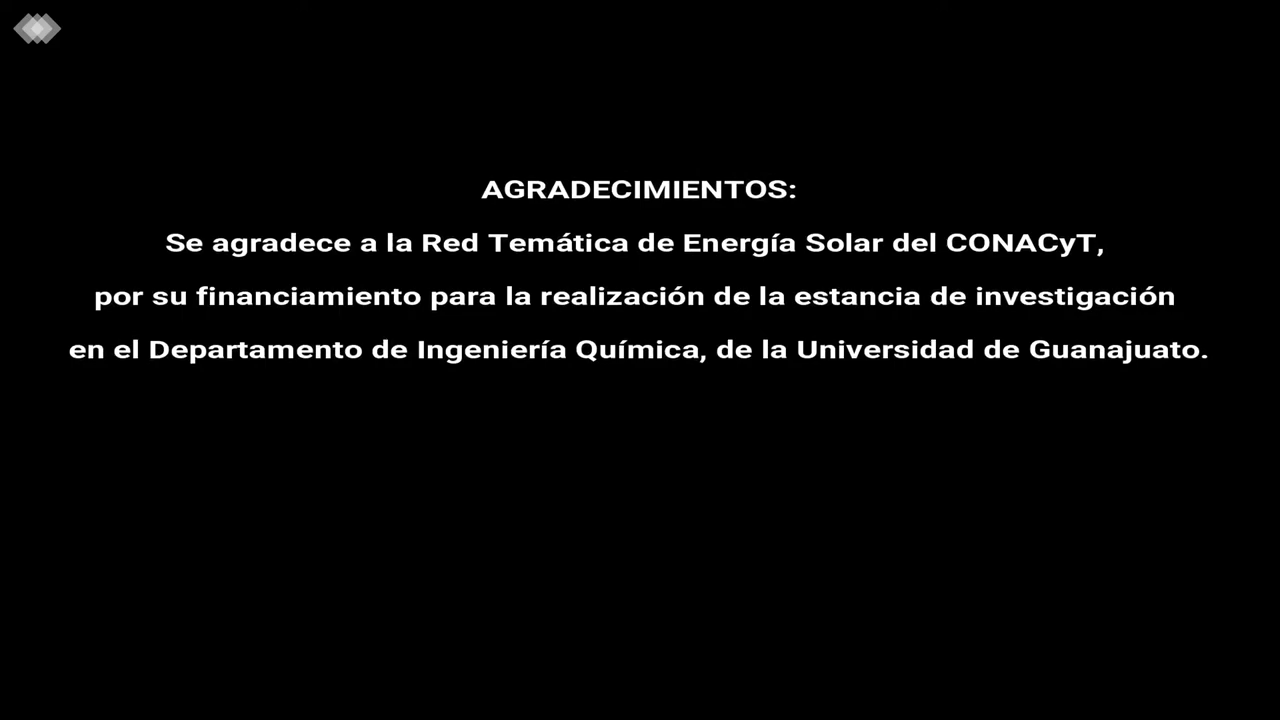 AGRADECIMIENTOS:
Se agradece a la Red Temática de Energía Solar del CONACyT,
por su financiamiento para la realización de la estancia de investigación
en el Departamento de Ingeniería Química, de la Universidad de Guanajuato.